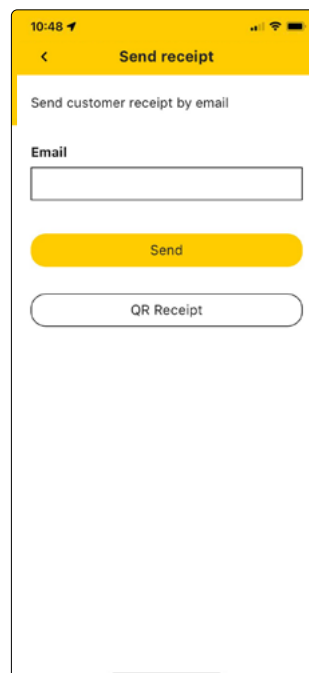 10:48
Send receipt
Send customer receipt by email
Email
Send
QR Receipt